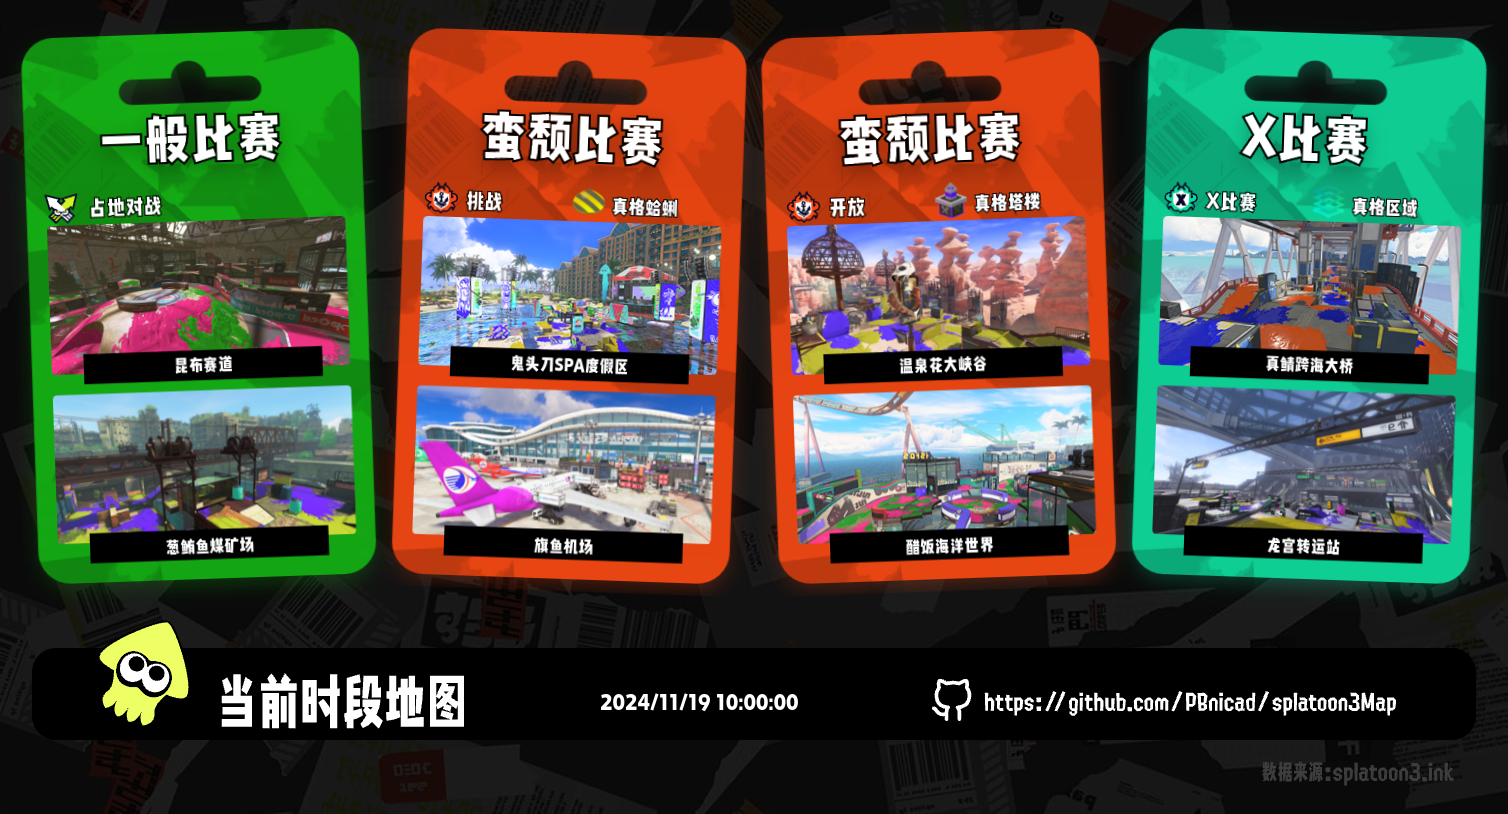 一般比赛
占地对战
昆布赛道
葱鲔鱼煤矿场
蛮颓比赛
挑战
真格蛤蜊
鬼头刀SPA度假区
旗鱼机场
蛮颓比赛
开放
真格塔楼
温泉花大峡谷
醋饭海洋世界
X比赛
X比赛
真格区域
真鲭跨海大桥
龙宫转运站
当前时段地图
2024/11/19 10:00:00
https://github.com/PBnicad/splatoon3Map
数据来源:splatoon3.ink